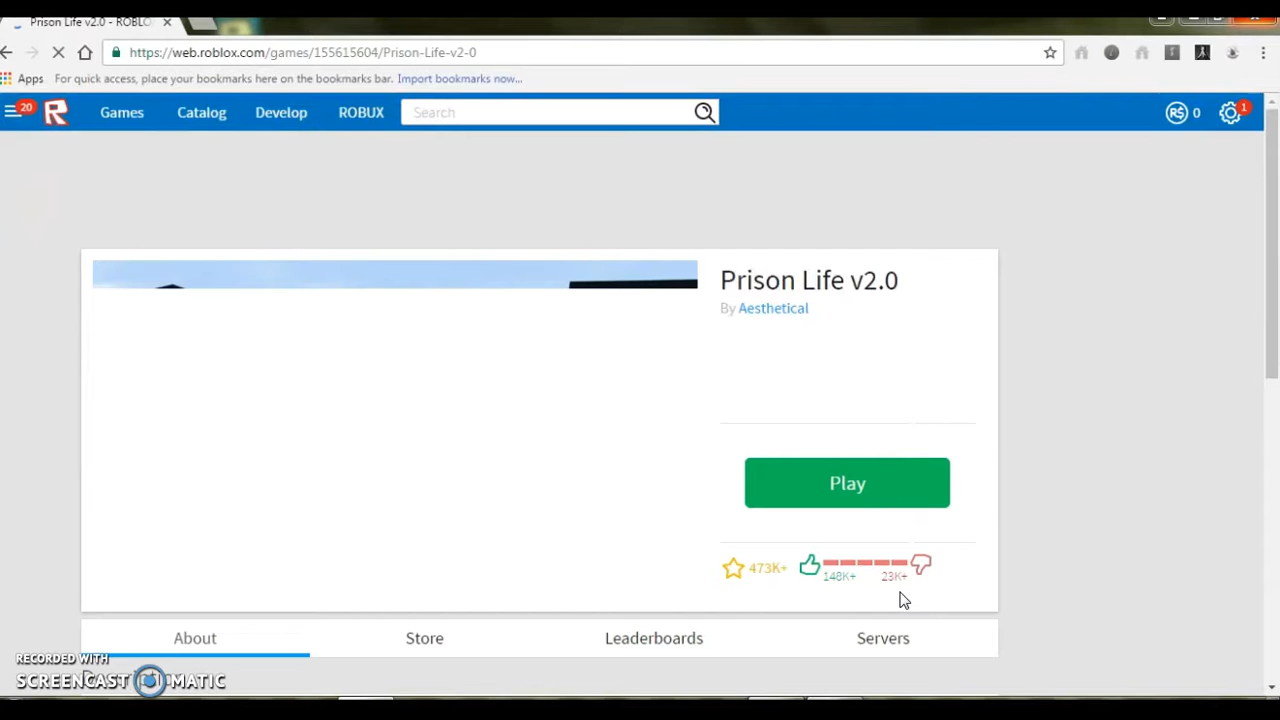 Prison Life v2.0 - ROBLO
https://web.roblox.com/games/155615604/Prison-Life-v2-0
Apps For quick access, place your bookmarks here on the bookmarks bar. Import bookmarks now...
20 Games Catalog Develop ROBUX Search R$ 0 1
Prison Life v2.0
By Aesthetical
Play
473K+ 148K+ 23K+
About Store Leaderboards Servers
RECORDED WITH
SCREENCAST MATIC